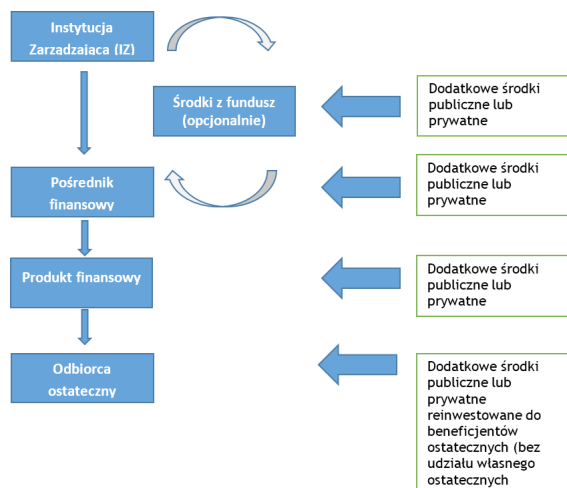 Instytucja
Zarządzająca (IZ)
Środki z fundusz
(opcjonalnie)
Dodatkowe środki
publiczne lub
prywatne
Pośrednik
finansowy
Dodatkowe środki
publiczne lub
prywatne
Produkt finansowy
Dodatkowe środki
publiczne lub
prywatne
Odbiorca
ostateczny
Dodatkowe środki
publiczne lub
prywatne
reinwestowane do
beneficjentów
ostatecznych (bez
udziału własnego
ostatecznych